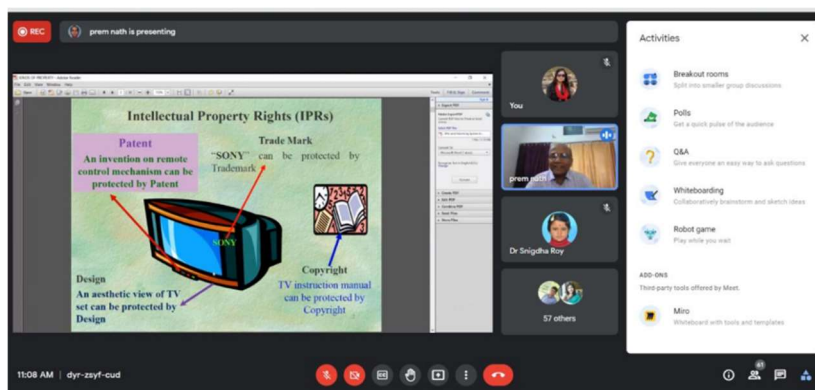 REC
prem nath is presenting
Intellectual Property Rights (IPRs)
Patent
An invention on remote
control mechanism can be
protected by Patent
Trade Mark
"SONY" can be protected by
Trademark
SONY
Design
An aesthetic view of TV
set can be protected by
Design
Copyright
TV instruction manual
can be protected by
Copyright
You
prem nath
Dr Snigdha Roy
57 others
Activities
Breakout rooms
Split into smaller group discussions
Polls
Get a quick pulse of the audience
Q&A
Give everyone an easy way to ask questions
Whiteboarding
Collaboratively brainstorm and sketch ideas
Robot game
Play while you wait
ADD-ONS
Third-party tools offered by Meet.
Miro
Whiteboard with tools and templates
11:08 AM | dyr-zsyf-cud
61